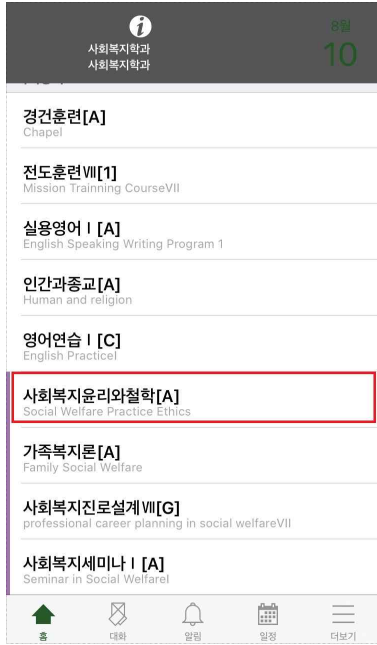 8월
사회복지학과
사회복지학과
10
경건훈련[A]
Chapel
전도훈련Ⅶ[1]
Mission Trainning CourseVII
실용영어Ⅰ[A]
English Speaking Writing Program 1
인간과종교[A]
Human and religion
영어연습Ⅰ[C]
English PracticeI
사회복지윤리와철학[A]
Social Welfare Practice Ethics
가족복지론[A]
Family Social Welfare
사회복지진로설계Ⅶ[G]
professional career planning in social welfareVII
사회복지세미나Ⅰ[A]
Seminar in Social WelfareI
홈 대화 알림 일정 더보기